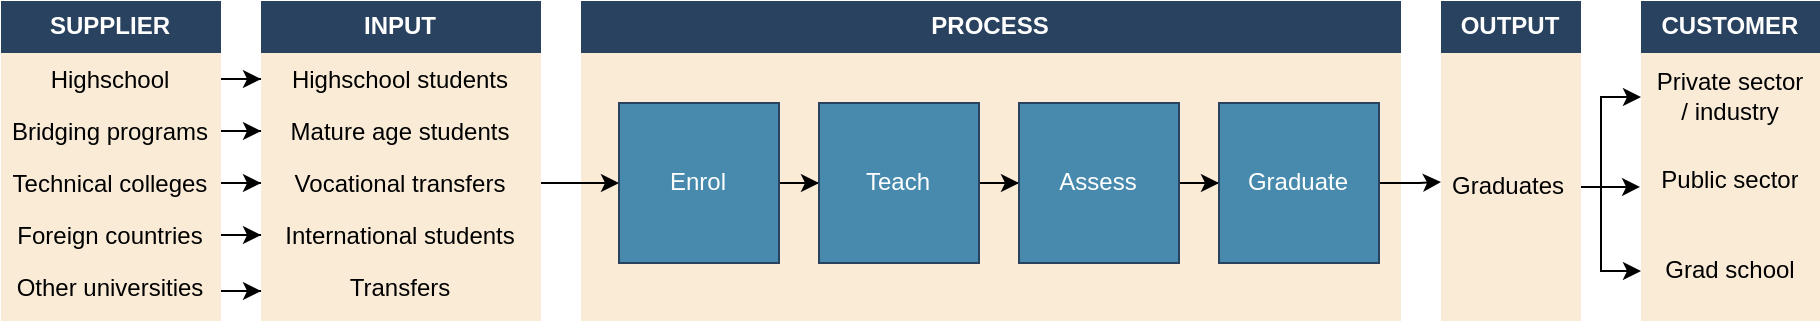 SUPPLIER
Highschool
Bridging programs
Technical colleges
Foreign countries
Other universities
INPUT
Highschool students
Mature age students
Vocational transfers
International students
Transfers
PROCESS
Enrol
Teach
Assess
Graduate
OUTPUT
Graduates
CUSTOMER
Private sector
/ industry
Public sector
Grad school